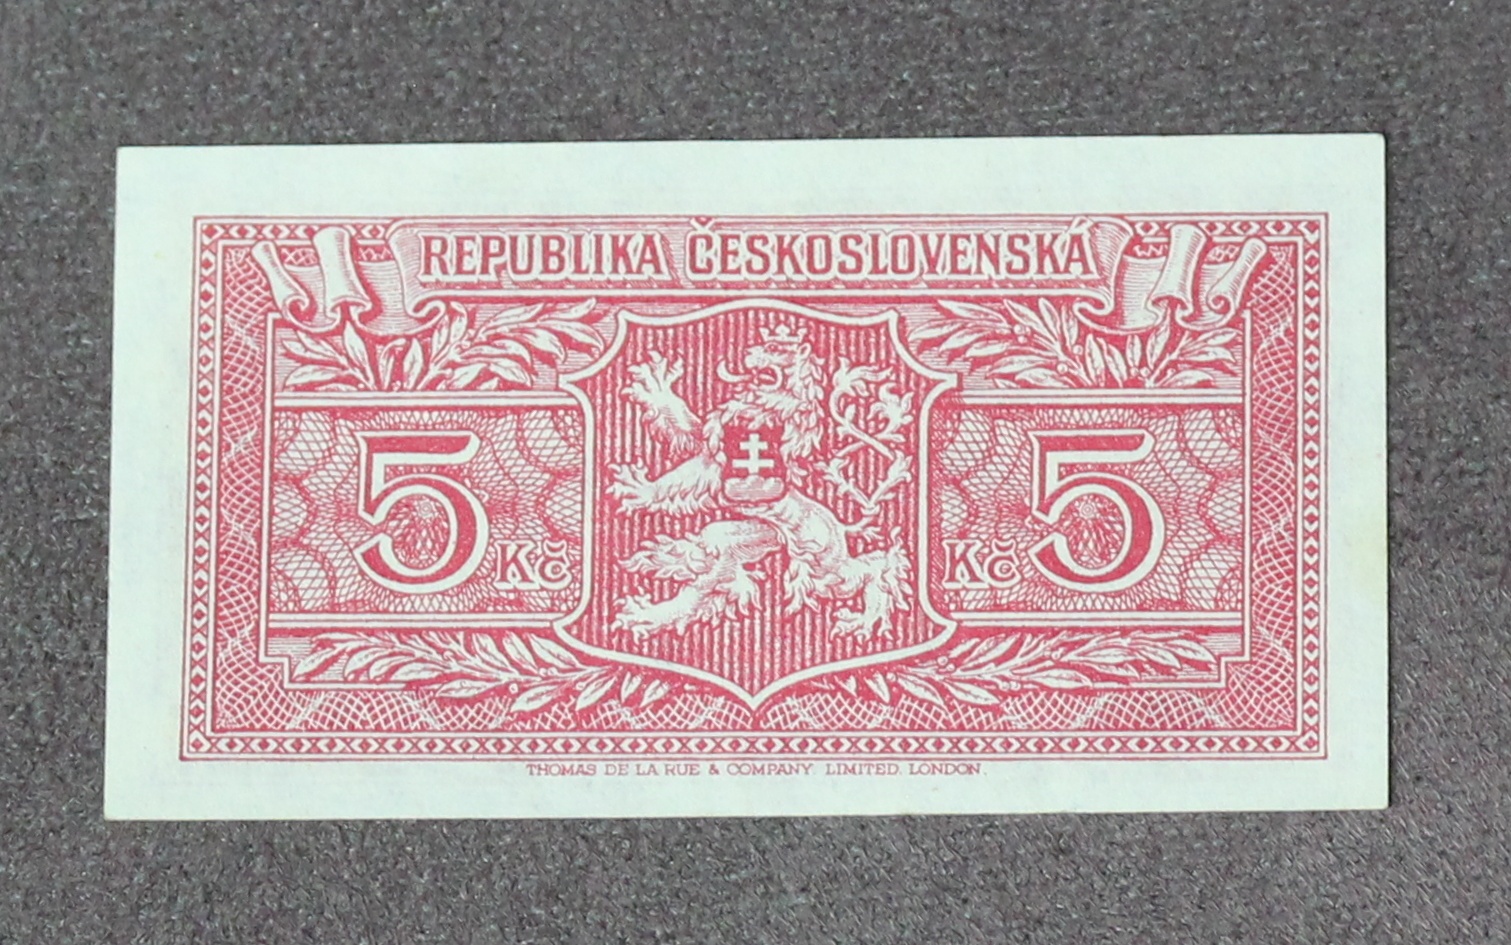 REPUBLIKA ČESKOSLOVENSKÁ
5 Kč Kč 5
THOMAS DE LA RUE & COMPANY. LIMITED. LONDON.